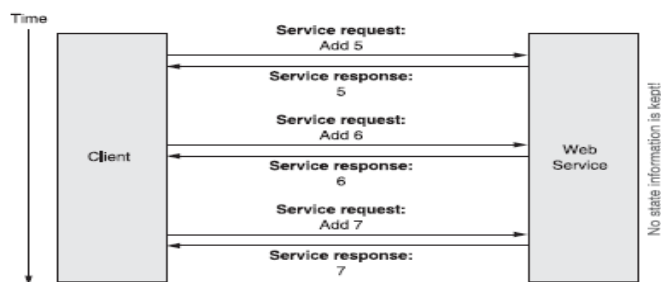 Time
Service request:
Add 5
Service response:
5
Service request:
Add 6
Client
Web
Service
Service response:
6
Service request:
Add 7
Service response:
7
No state information is kept!